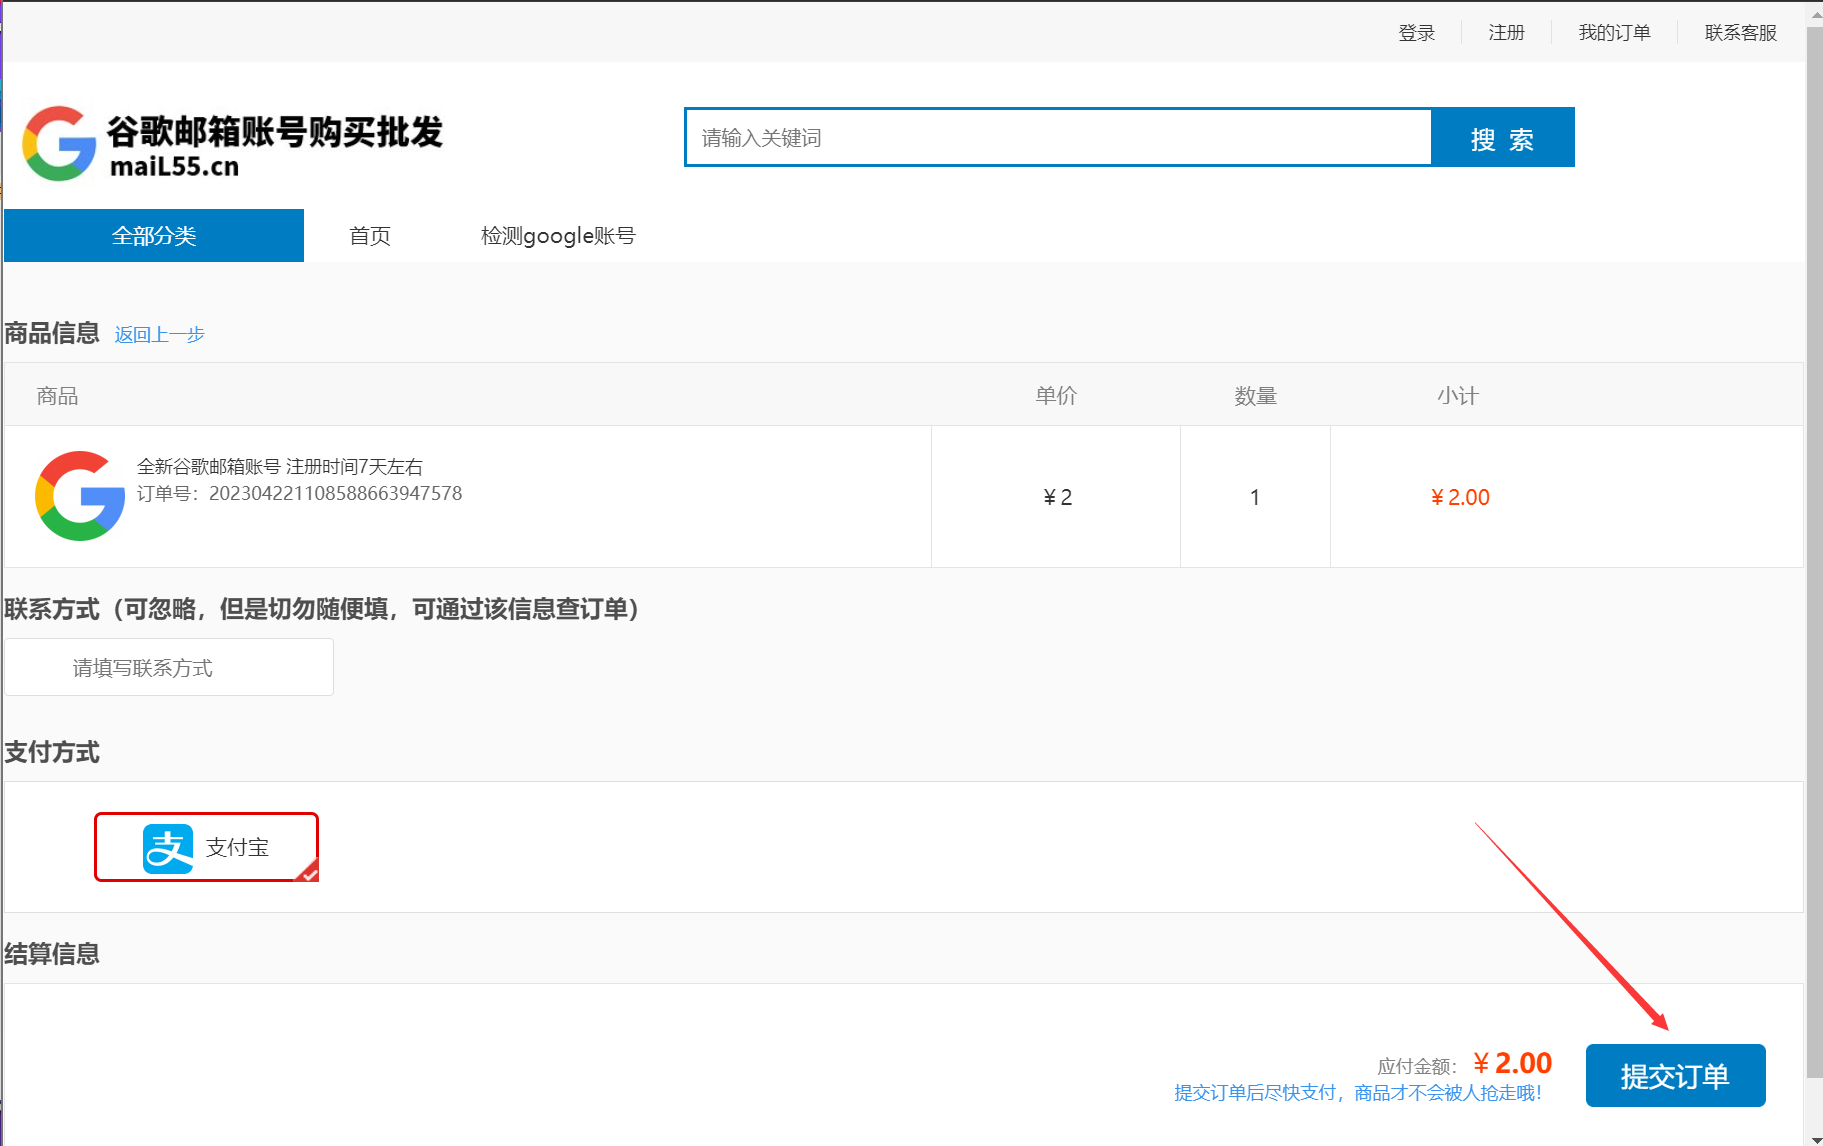 登录 注册 我的订单 联系客服
谷歌邮箱账号购买批发
maiL55.cn
请输入关键词 搜 索
全部分类 首页 检测google账号
商品信息 返回上一步
商品 单价 数量 小计
全新谷歌邮箱账号 注册时间7天左右
订单号：202304221108588663947578
¥2 1 ¥2.00
联系方式（可忽略，但是切勿随便填，可通过该信息查订单）
请填写联系方式
支付方式
支 支付宝
结算信息
应付金额： ¥2.00
提交订单后尽快支付，商品才不会被人抢走哦！
提交订单